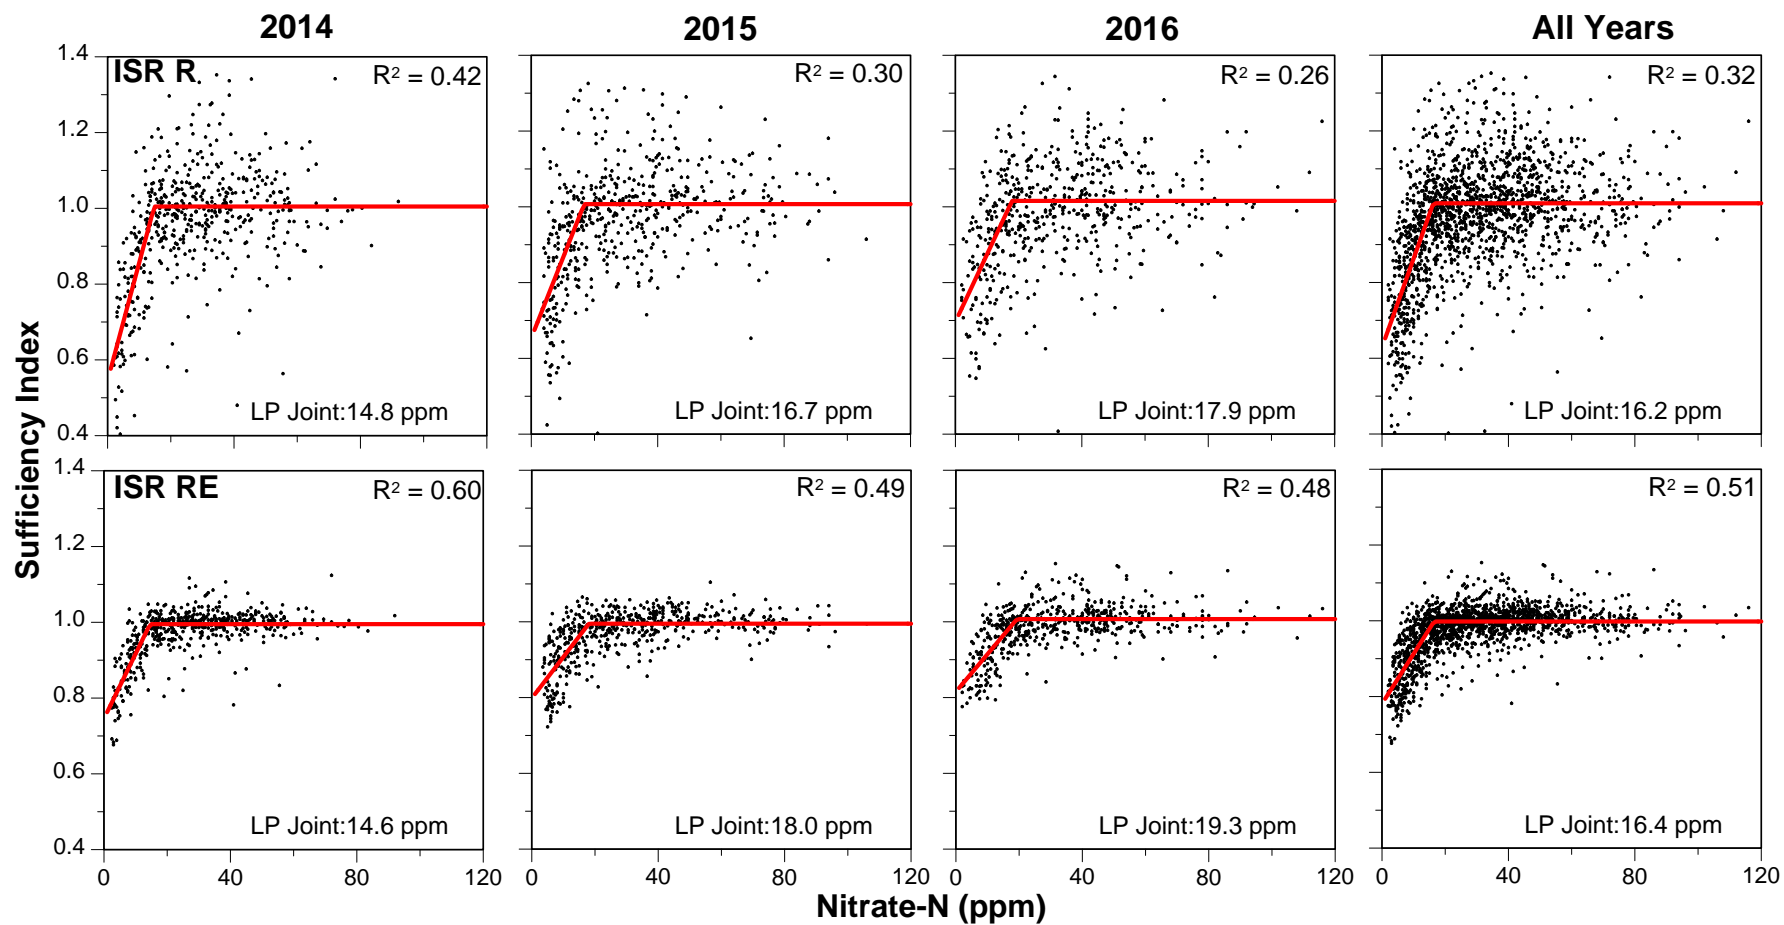 2014 2015 2016 All Years
1.4
ISR R R² = 0.42 R² = 0.30 R² = 0.26 R² = 0.32
1.2
1.0
0.8
0.6
LP Joint:14.8 ppm LP Joint:16.7 ppm LP Joint:17.9 ppm LP Joint:16.2 ppm
0.4
Sufficiency Index
1.4
ISR RE R² = 0.60 R² = 0.49 R² = 0.48 R² = 0.51
1.2
1.0
0.8
0.6
LP Joint:14.6 ppm LP Joint:18.0 ppm LP Joint:19.3 ppm LP Joint:16.4 ppm
0.4
0 40 80 120 0 40 80 120 0 40 80 120 0 40 80 120
Nitrate-N (ppm)